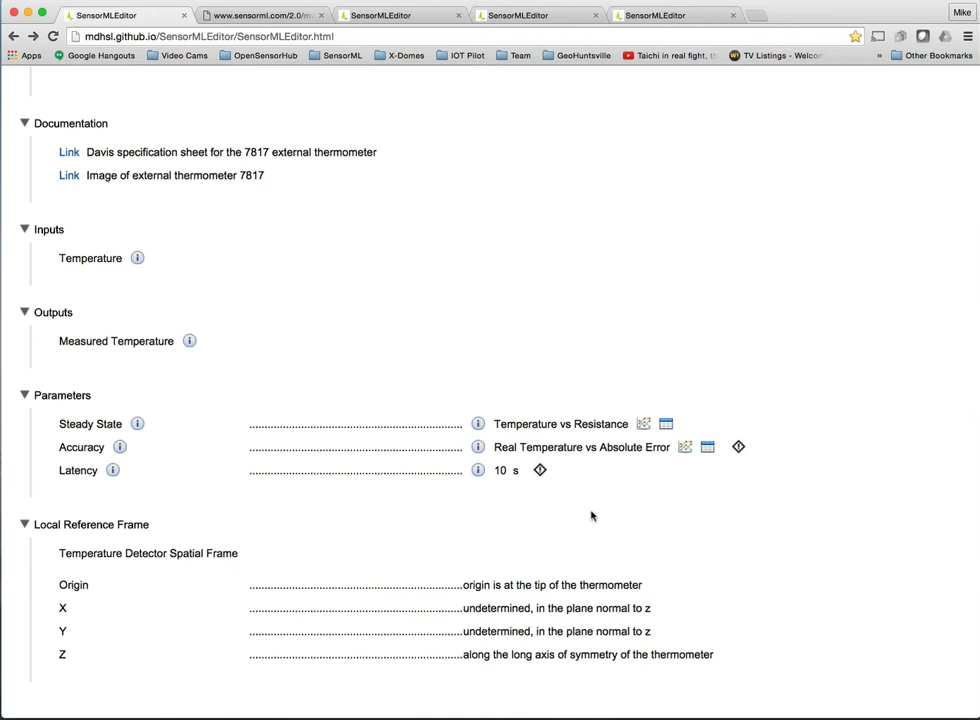 SensorMLEditor
www.sensorml.com/2.0/m
SensorMLEditor
SensorMLEditor
SensorMLEditor
Mike
mdhsl.github.io/SensorMLEditor/SensorMLEditor.html
Apps Google Hangouts Video Cams OpenSensorHub SensorML X-Domes IOT Pilot Team GeoHuntsville Taichi in real fight, TV Listings - » Other Bookmarks
Documentation
Link Davis specification sheet for the 7817 external thermometer
Link Image of external thermometer 7817
Inputs
Temperature
Outputs
Measured Temperature
Parameters
Steady State ........................................................................ Temperature vs Resistance
Accuracy ........................................................................ Real Temperature vs Absolute Error
Latency ........................................................................ 10 s
Local Reference Frame
Temperature Detector Spatial Frame
Origin ........................................................................origin is at the tip of the thermometer
X ........................................................................undetermined, in the plane normal to z
Y ........................................................................undetermined, in the plane normal to z
Z ........................................................................along the long axis of symmetry of the thermometer